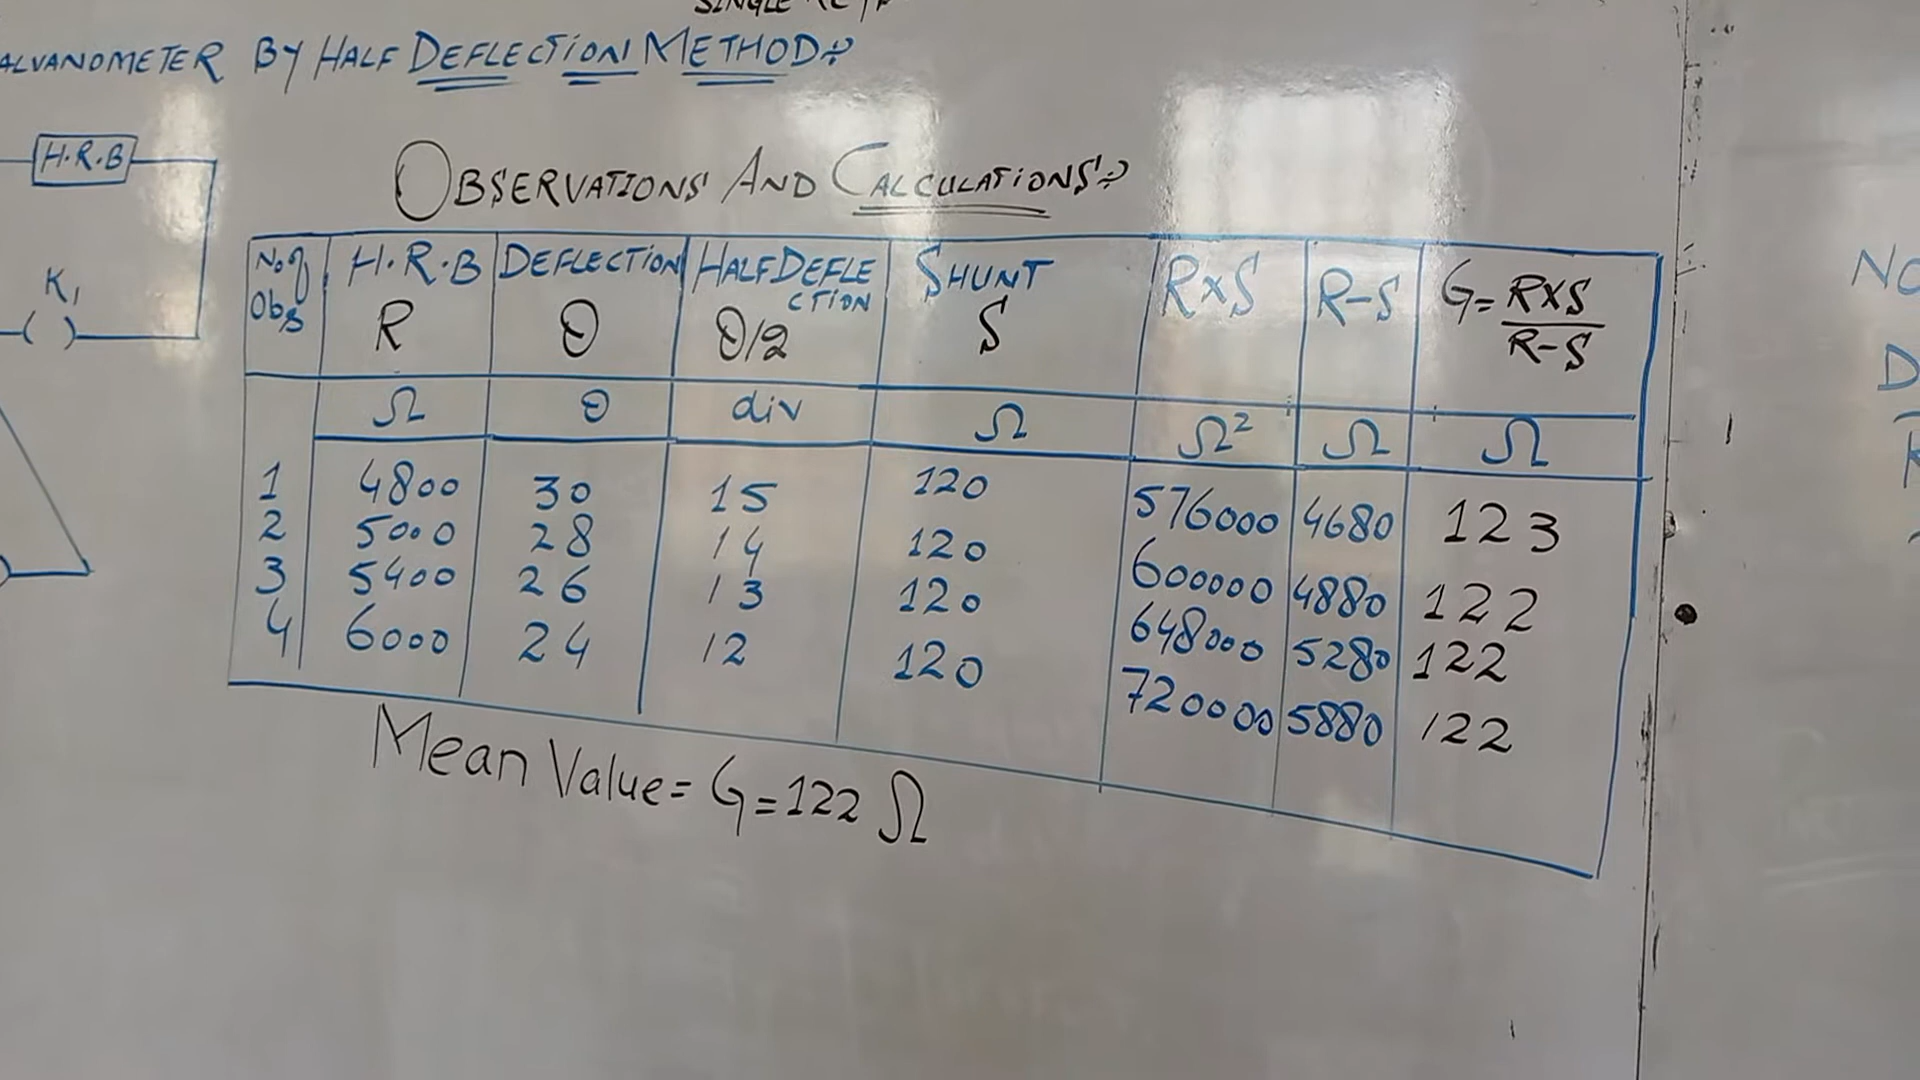 SINGLE
ALVANOMETER BY HALF DEFLECTION METHOD:
H.R.B
K1
OBSERVATIONS AND CALCULATIONS:
No of Obs H.R.B R DEFLECTION θ HALF DEFLECTION θ/2 SHUNT S R×S R-S G=R×S/R-S
Ω θ div Ω Ω² Ω Ω
1 4800 30 15 120 576000 4680 123
2 5000 28 14 120 600000 4880 122
3 5400 26 13 120 648000 5280 122
4 6000 24 12 120 720000 5880 122
Mean Value = G = 122 Ω
NO
D